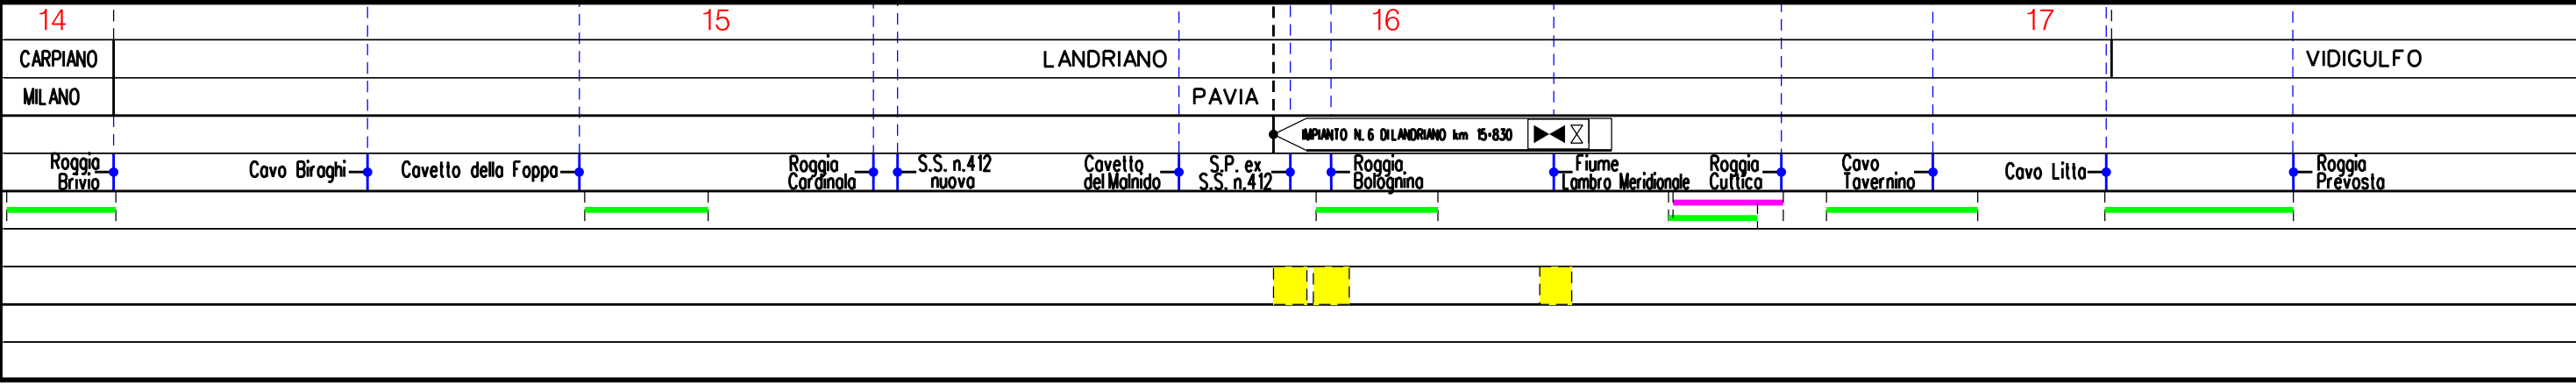 14 15 16 17
CARPIANO LANDRIANO VIDIGULFO
MILANO PAVIA
IMPIANTO N. 6 DI LANDRIANO km 15+830
Roggia
Brivio
Cavo Biraghi
Cavetto della Foppa
Roggia
Cardinala
S.S. n.412
nuova
Cavetto
del Malnido
S.P. ex
S.S. n.412
Roggia
Bolognina
Fiume
Lambro Meridionale
Roggia
Cuttica
Cavo
Tavernino
Cavo Litta
Roggia
Prevosta